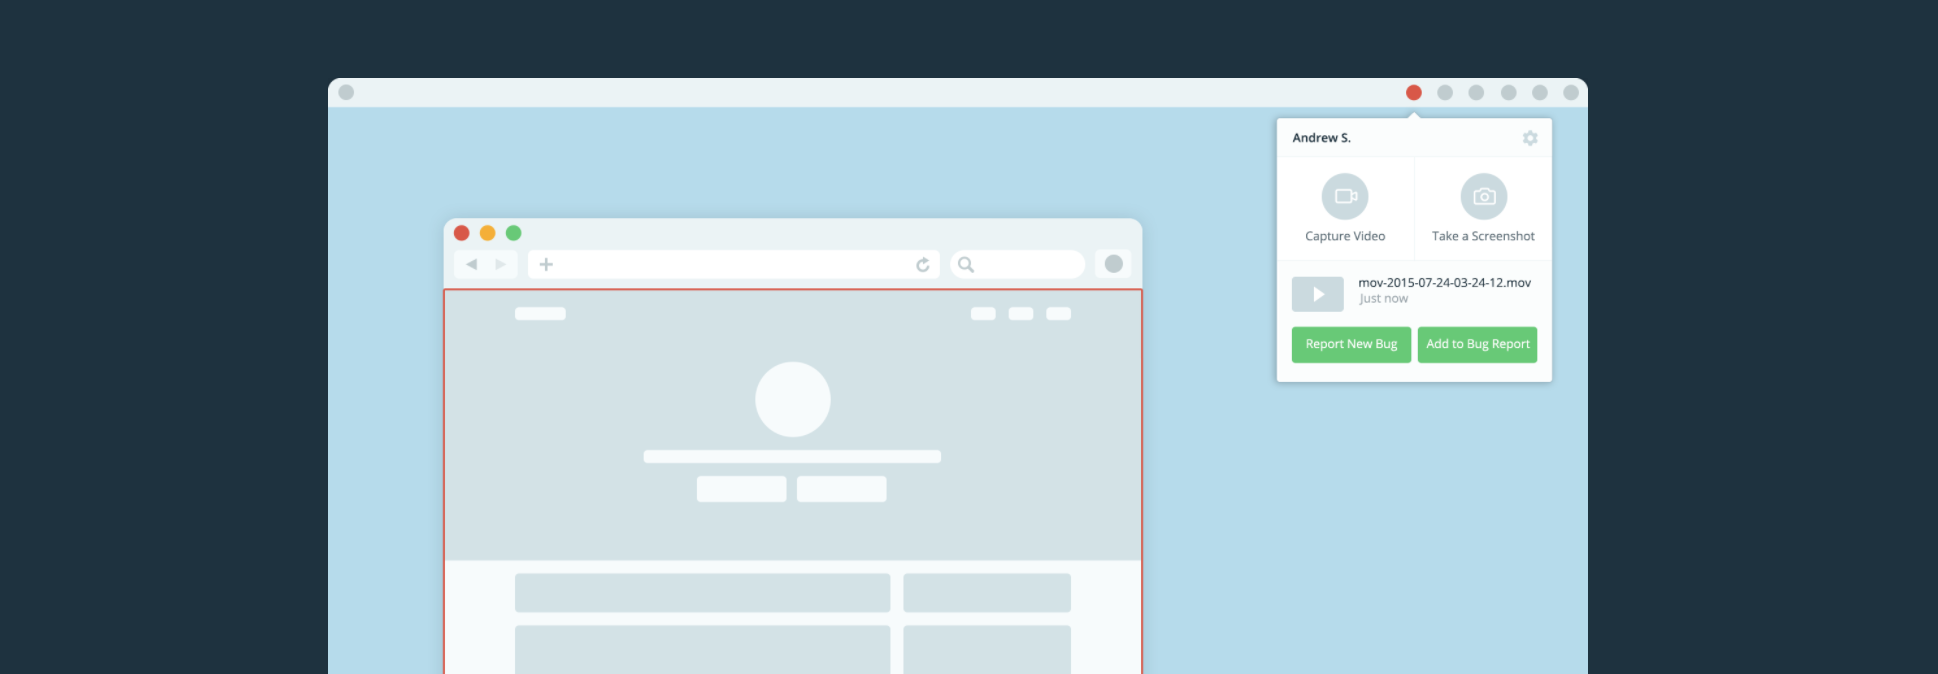 Andrew S.
Capture Video
Take a Screenshot
mov-2015-07-24-03-24-12.mov
Just now
Report New Bug
Add to Bug Report